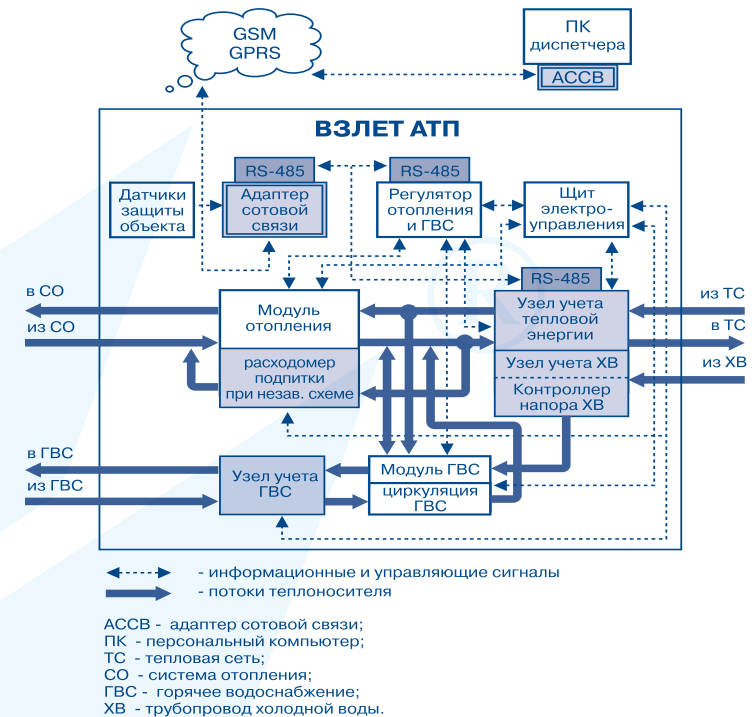 GSM
GPRS
ПК
диспетчера
АССВ
ВЗЛЕТ АТП
RS-485
RS-485
Датчики
защиты
объекта
Адаптер
сотовой
связи
Регулятор
отопления
и ГВС
Щит
электро-
управления
RS-485
в СО
из СО
Модуль
отопления
расходомер
подпитки
при незав. схеме
Узел учета
тепловой
энергии
Узел учета ХВ
Контроллер
напора ХВ
из ТС
в ТС
из ХВ
в ГВС
из ГВС
Узел учета
ГВС
Модуль ГВС
циркуляция
ГВС
- информационные и управляющие сигналы
- потоки теплоносителя
АССВ - адаптер сотовой связи;
ПК - персональный компьютер;
ТС - тепловая сеть;
СО - система отопления;
ГВС - горячее водоснабжение;
ХВ - трубопровод холодной воды.
R